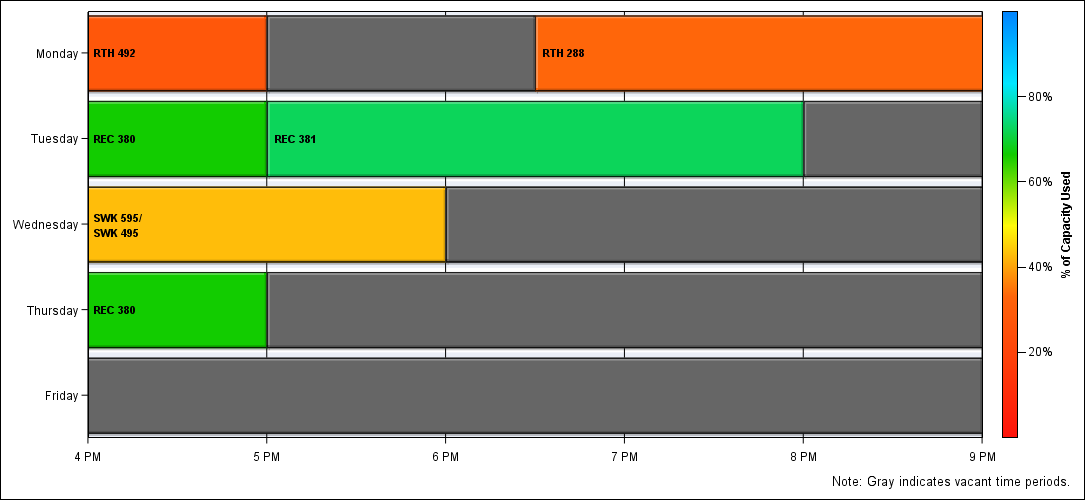 Monday
RTH 492
RTH 288
Tuesday
REC 380
REC 381
Wednesday
SWK 595/
SWK 495
Thursday
REC 380
Friday
4 PM
5 PM
6 PM
7 PM
8 PM
9 PM
80%
60%
40%
20%
% of Capacity Used
Note: Gray indicates vacant time periods.